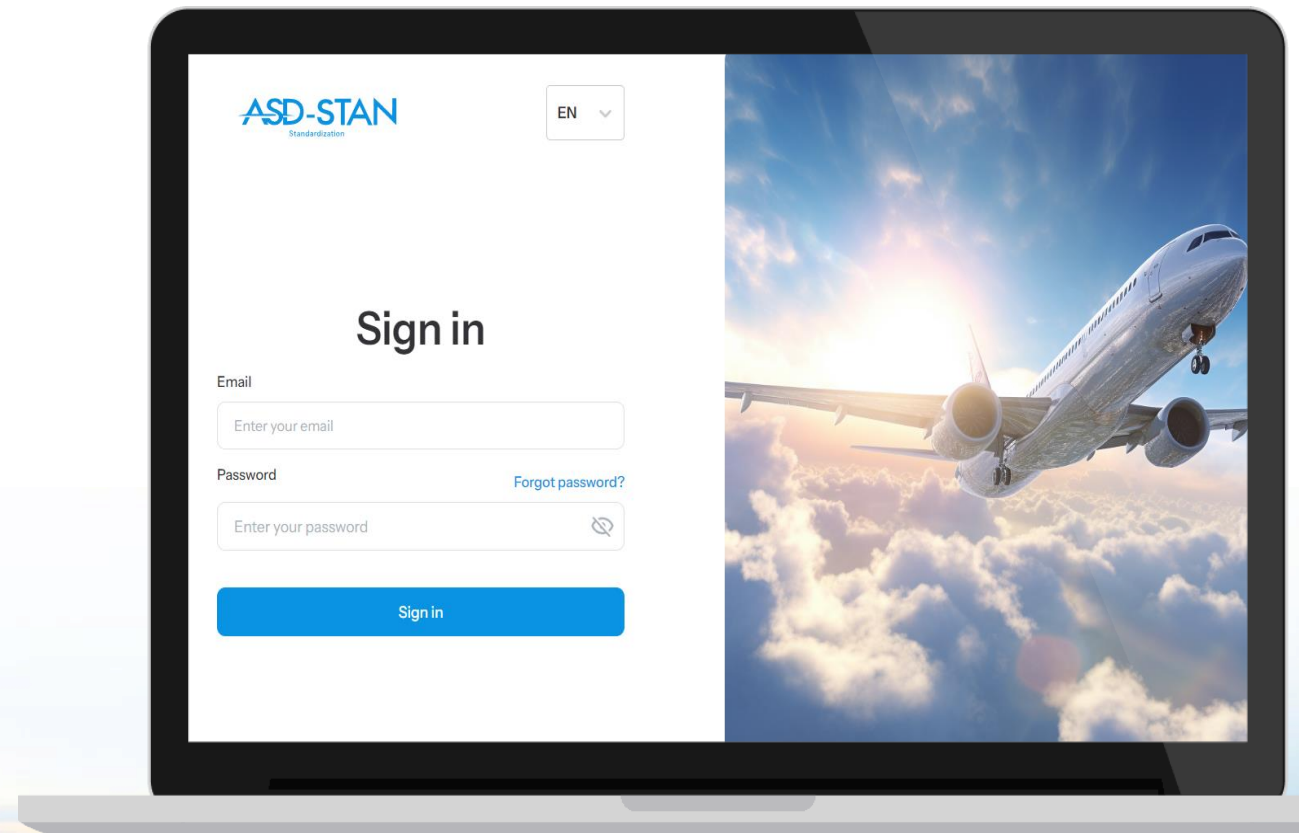 ASD-STAN
Standardization
EN
Sign in
Email
Enter your email
Password
Forgot password?
Enter your password
Sign in